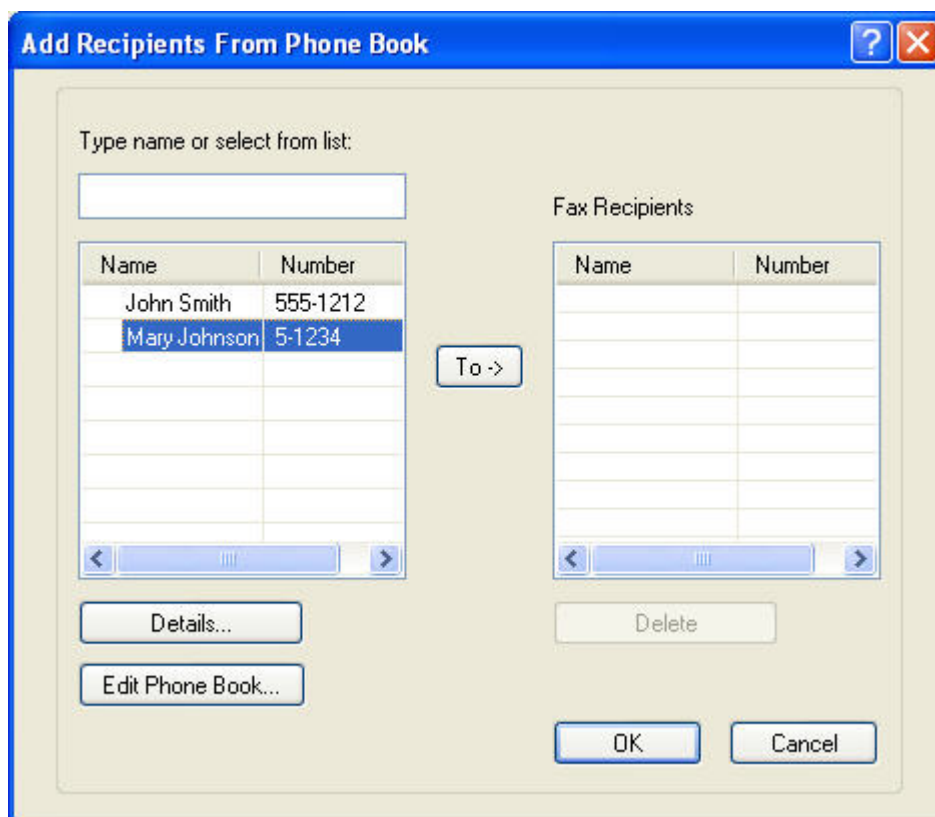 Add Recipients From Phone Book
Type name or select from list:
Fax Recipients
Name Number
John Smith 555-1212
Mary Johnson 5-1234
To ->
Name Number
Details...
Delete
Edit Phone Book...
OK
Cancel